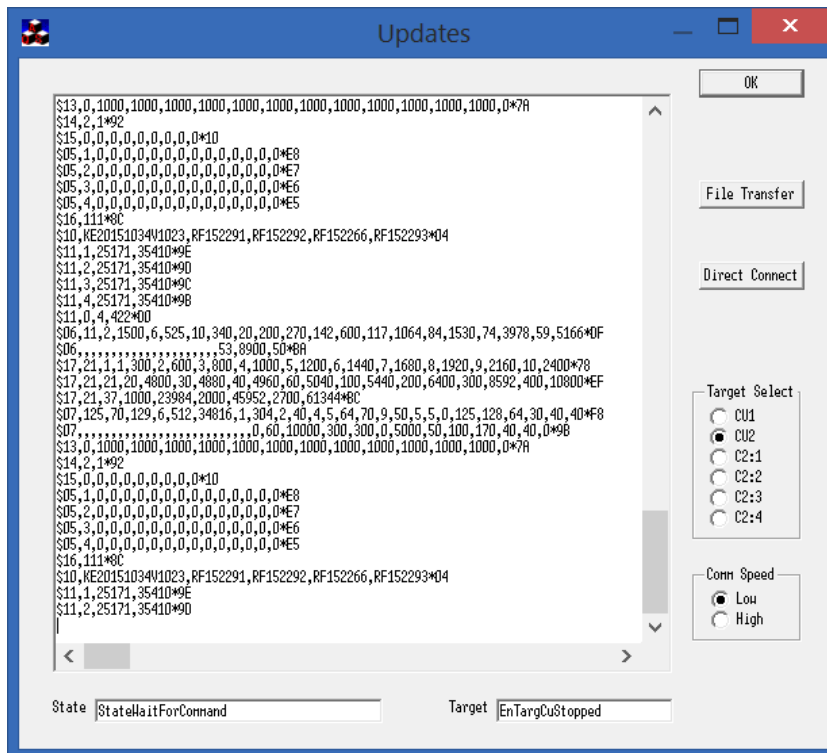 Updates
OK
$13,0,1000,1000,1000,1000,1000,1000,1000,1000,1000,1000,1000,1000,0*7A
$14,2,1*92
$15,0,0,0,0,0,0,0,0,0*10
$05,1,0,0,0,0,0,0,0,0,0,0,0,0,0,0*E8
$05,2,0,0,0,0,0,0,0,0,0,0,0,0,0,0*E7
$05,3,0,0,0,0,0,0,0,0,0,0,0,0,0,0*E6
$05,4,0,0,0,0,0,0,0,0,0,0,0,0,0,0*E5
$16,111*8C
$10,KE20151034V1023,RF152291,RF152292,RF152266,RF152293*04
$11,1,25171,35410*9E
$11,2,25171,35410*9D
$11,3,25171,35410*9C
$11,4,25171,35410*9B
$11,0,4,422*D0
$06,11,2,1500,6,525,10,340,20,200,270,142,600,117,1064,84,1530,74,3978,59,5166*DF
$06,,,,,,,,,,,,,,,,,,,,,,53,8900,50*BA
$17,21,1,1,300,2,600,3,800,4,1000,5,1200,6,1440,7,1680,8,1920,9,2160,10,2400*78
$17,21,21,20,4800,30,4880,40,4960,60,5040,100,5440,200,6400,300,8592,400,10800*EF
$17,21,37,1000,23984,2000,45952,2700,61344*BC
$07,125,70,129,6,512,34816,1,304,2,40,4,5,64,70,9,50,5,5,0,125,128,64,30,40,40*F8
$07,,,,,,,,,,,,,,,,,,,,,,,,,,0,60,10000,300,300,0,5000,50,100,170,40,40,0*9B
$13,0,1000,1000,1000,1000,1000,1000,1000,1000,1000,1000,1000,1000,0*7A
$14,2,1*92
$15,0,0,0,0,0,0,0,0,0*10
$05,1,0,0,0,0,0,0,0,0,0,0,0,0,0,0*E8
$05,2,0,0,0,0,0,0,0,0,0,0,0,0,0,0*E7
$05,3,0,0,0,0,0,0,0,0,0,0,0,0,0,0*E6
$05,4,0,0,0,0,0,0,0,0,0,0,0,0,0,0*E5
$16,111*8C
$10,KE20151034V1023,RF152291,RF152292,RF152266,RF152293*04
$11,1,25171,35410*9E
$11,2,25171,35410*9D
File Transfer
Direct Connect
Target Select
CU1
CU2
C2:1
C2:2
C2:3
C2:4
Comm Speed
Low
High
State StateWaitForCommand
Target EnTargCuStopped